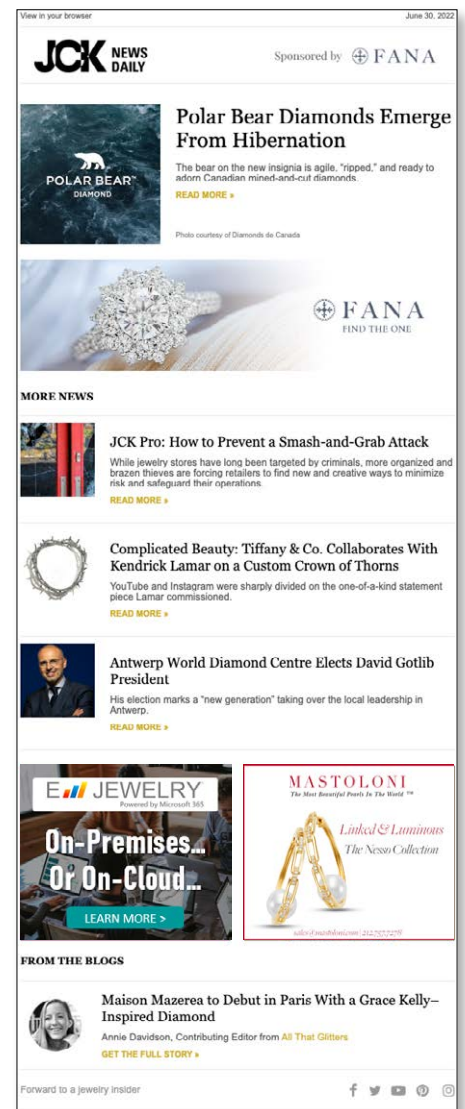 View in your browser
June 30, 2022
JCK NEWS DAILY
Sponsored by FANA
POLAR BEAR™
DIAMOND
Polar Bear Diamonds Emerge
From Hibernation
The bear on the new insignia is agile, "ripped," and ready to
adorn Canadian mined-and-cut diamonds.
READ MORE »
Photo courtesy of Diamonds de Canada
FANA
FIND THE ONE
MORE NEWS
JCK Pro: How to Prevent a Smash-and-Grab Attack
While jewelry stores have long been targeted by criminals, more organized and
brazen thieves are forcing retailers to find new and creative ways to minimize
risk and safeguard their operations.
READ MORE »
Complicated Beauty: Tiffany & Co. Collaborates With
Kendrick Lamar on a Custom Crown of Thorns
YouTube and Instagram were sharply divided on the one-of-a-kind statement
piece Lamar commissioned.
READ MORE »
Antwerp World Diamond Centre Elects David Gotlib
President
His election marks a "new generation" taking over the local leadership in
Antwerp.
READ MORE »
E JEWELRY
Powered by Microsoft 365
On-Premises...
Or On-Cloud...
LEARN MORE >
MASTOLONI
The Most Beautiful Pearls In The World ™
Linked & Luminous
The Nesso Collection
sales@mastoloni.com | 212.757.7278
FROM THE BLOGS
Maison Mazerea to Debut in Paris With a Grace Kelly–
Inspired Diamond
Annie Davidson, Contributing Editor from All That Glitters
GET THE FULL STORY »
Forward to a jewelry insider